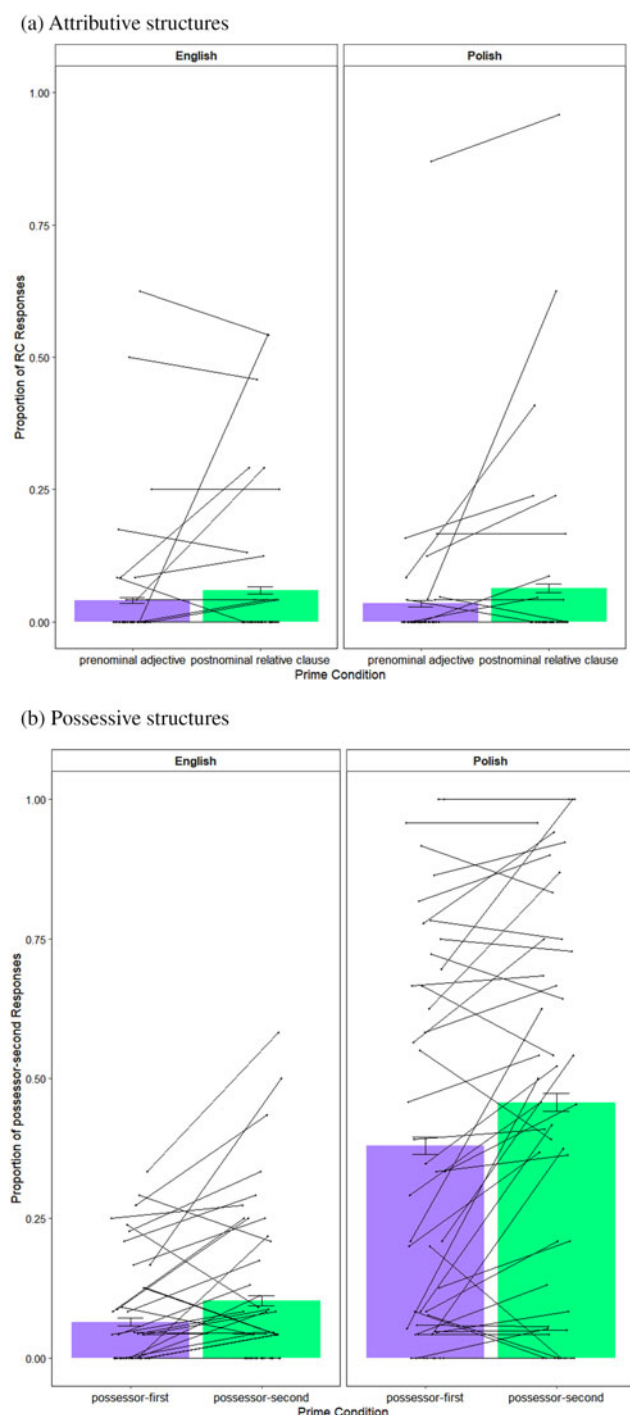 (a) Attributive structures
English Polish
1.00
0.75
0.50
0.25
0.00
Proportion of RC Responses
prenominal adjective postnominal relative clause prenominal adjective postnominal relative clause
Prime Condition
(b) Possessive structures
English Polish
1.00
0.75
0.50
0.25
0.00
Proportion of possessor-second Responses
possessor-first possessor-second possessor-first possessor-second
Prime Condition